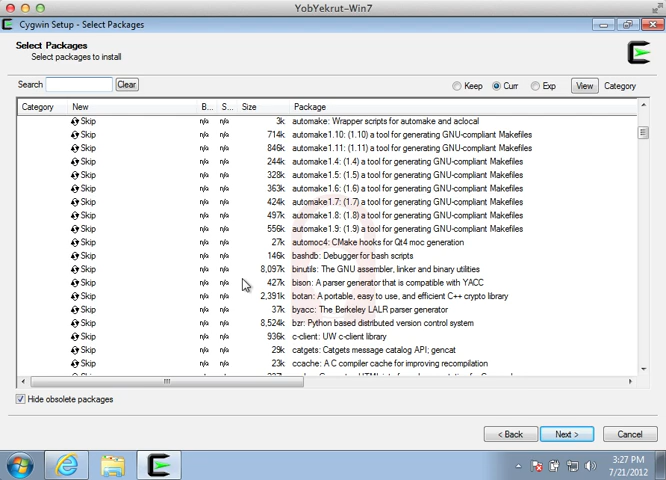 YobYekrut-Win7
Cygwin Setup - Select Packages
Select Packages
Select packages to install
Search Clear Keep Curr Exp View Category
Category New B... S... Size Package
Skip n/a n/a 3k automake: Wrapper scripts for automake and aclocal
Skip n/a n/a 714k automake1.10: (1.10) a tool for generating GNU-compliant Makefiles
Skip n/a n/a 846k automake1.11: (1.11) a tool for generating GNU-compliant Makefiles
Skip n/a n/a 244k automake1.4: (1.4) a tool for generating GNU-compliant Makefiles
Skip n/a n/a 328k automake1.5: (1.5) a tool for generating GNU-compliant Makefiles
Skip n/a n/a 363k automake1.6: (1.6) a tool for generating GNU-compliant Makefiles
Skip n/a n/a 424k automake1.7: (1.7) a tool for generating GNU-compliant Makefiles
Skip n/a n/a 497k automake1.8: (1.8) a tool for generating GNU-compliant Makefiles
Skip n/a n/a 556k automake1.9: (1.9) a tool for generating GNU-compliant Makefiles
Skip n/a n/a 27k automoc4: CMake hooks for Qt4 moc generation
Skip n/a n/a 146k bashdb: Debugger for bash scripts
Skip n/a n/a 8,097k binutils: The GNU assembler, linker and binary utilities
Skip n/a n/a 427k bison: A parser generator that is compatible with YACC
Skip n/a n/a 2,391k botan: A portable, easy to use, and efficient C++ crypto library
Skip n/a n/a 37k byacc: The Berkeley LALR parser generator
Skip n/a n/a 8,524k bzr: Python based distributed version control system
Skip n/a n/a 936k c-client: UW c-client library
Skip n/a n/a 29k catgets: Catgets message catalog API; gencat
Skip n/a n/a 23k ccache: A C compiler cache for improving recompilation
Hide obsolete packages
< Back Next > Cancel
3:27 PM
7/21/2012